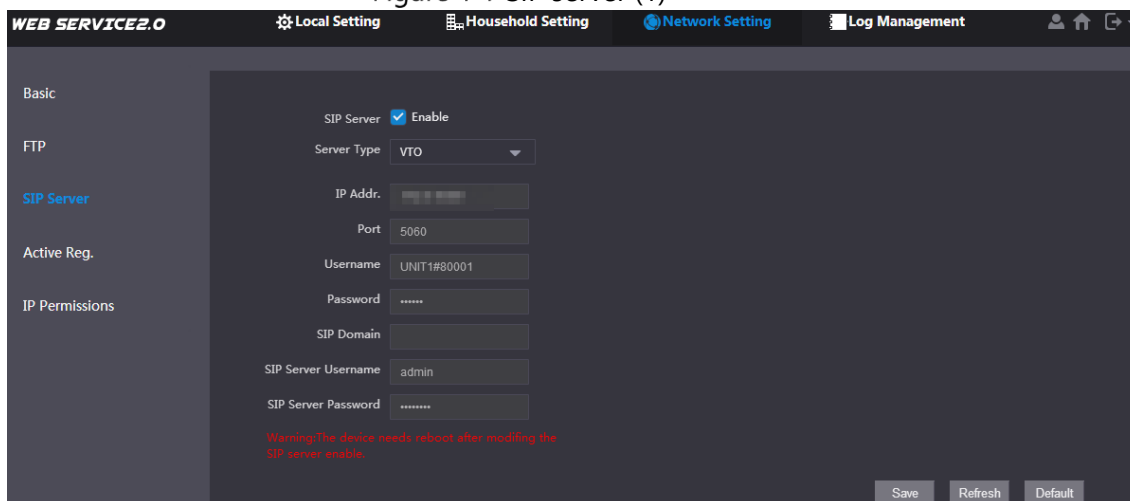 WEB SERVICE2.0
Local Setting
Household Setting
Network Setting
Log Management
Basic
FTP
SIP Server
Active Reg.
IP Permissions
SIP Server Enable
Server Type VTO
IP Addr.
Port 5060
Username UNIT1#80001
Password ••••••
SIP Domain
SIP Server Username admin
SIP Server Password ••••••••
Warning:The device needs reboot after modifing the
SIP server enable.
Save Refresh Default